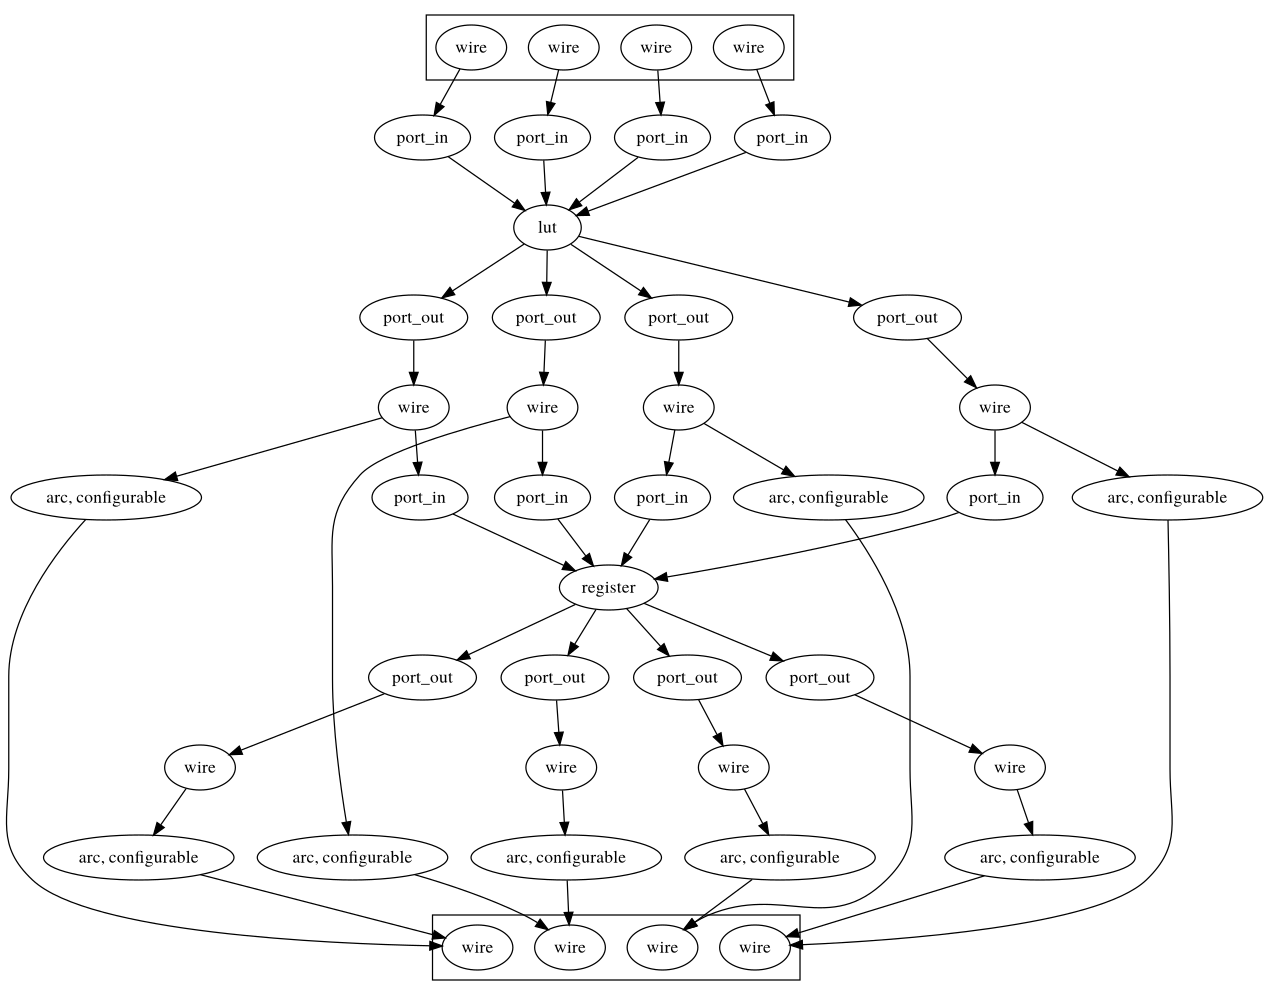 wire wire wire wire
port_in port_in port_in port_in
lut
port_out port_out port_out port_out
wire wire wire wire
arc, configurable port_in port_in port_in arc, configurable port_in arc, configurable
register
port_out port_out port_out port_out
wire wire wire wire
arc, configurable arc, configurable arc, configurable arc, configurable arc, configurable
wire wire wire wire